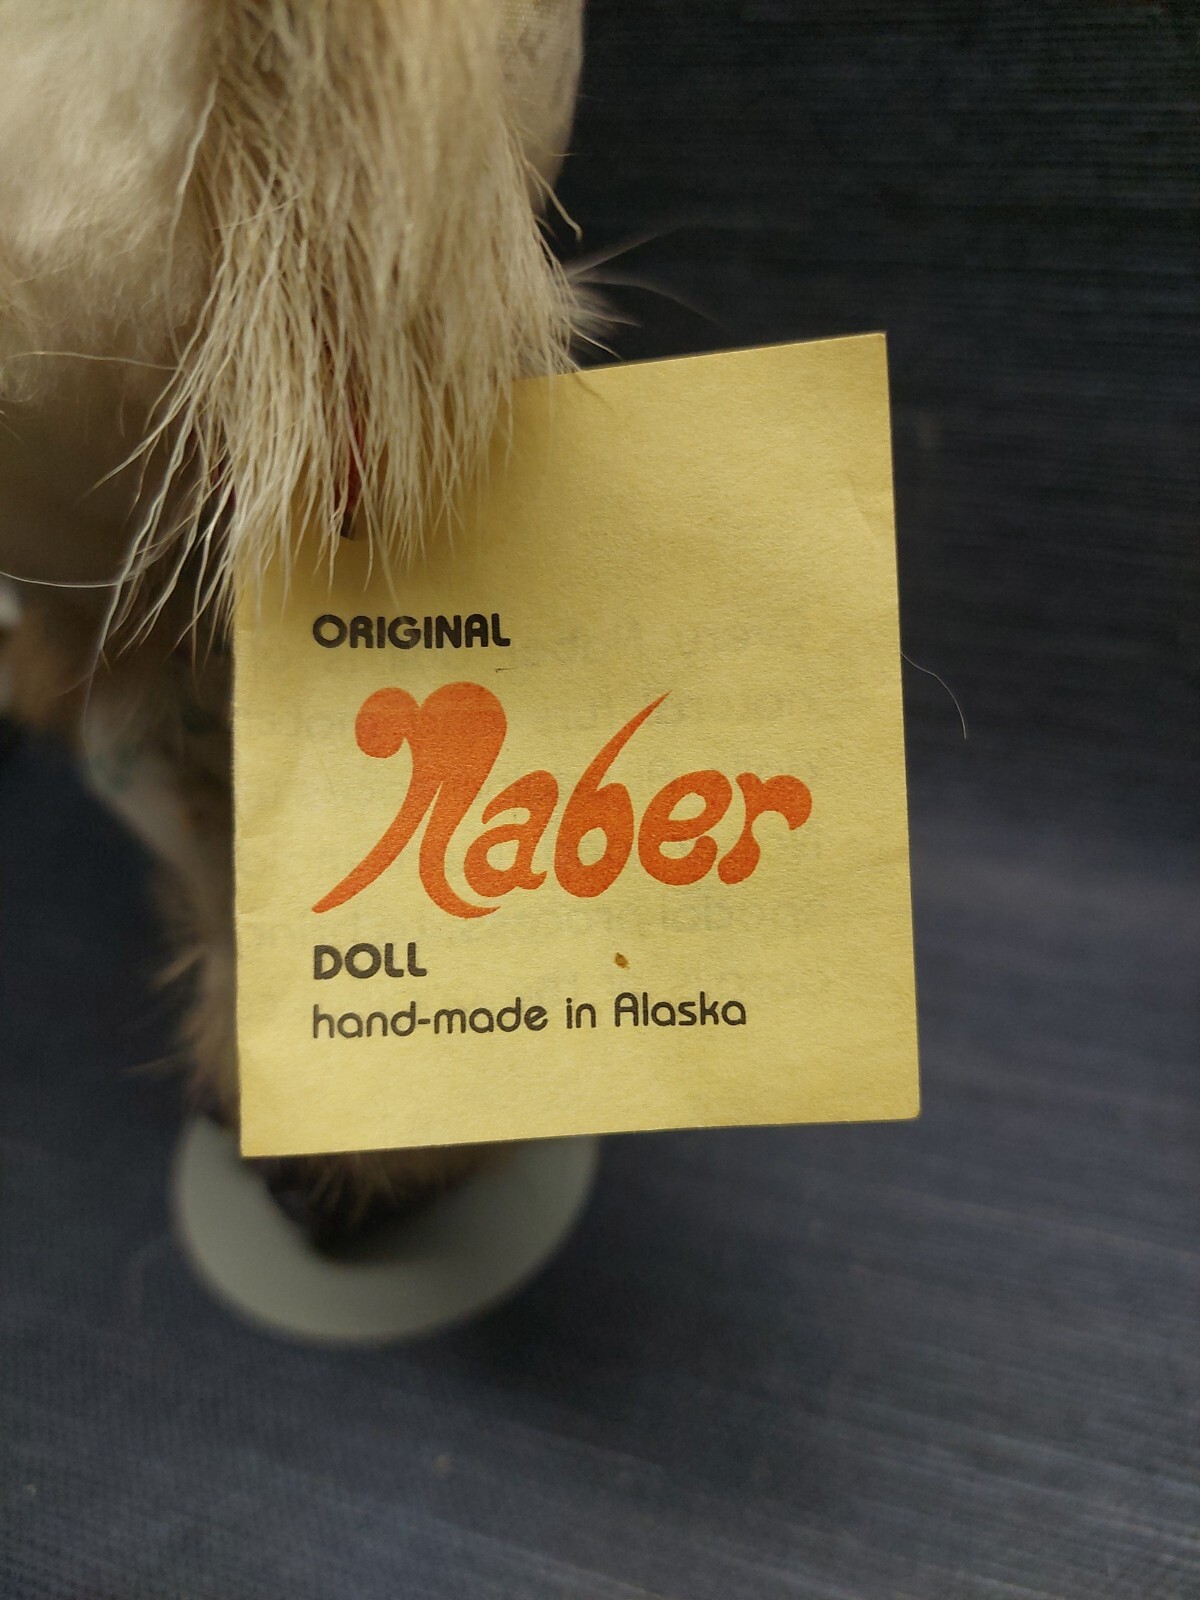 ORIGINAL
Naber
DOLL
hand-made in Alaska